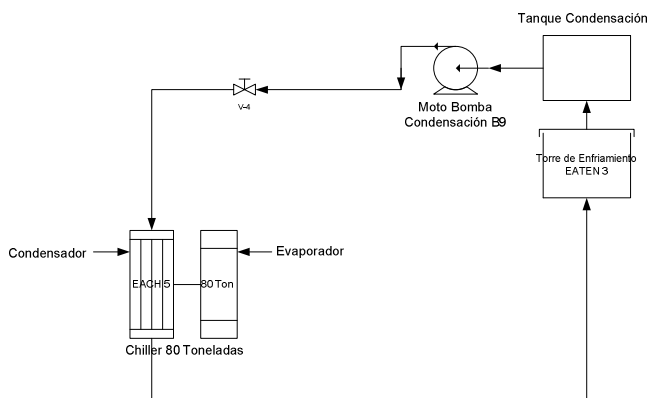 Tanque Condensación
Moto Bomba
Condensación B9
V-4
Torre de Enfriamiento
EATEN 3
Condensador
Evaporador
EACH 5
80 Ton
Chiller 80 Toneladas